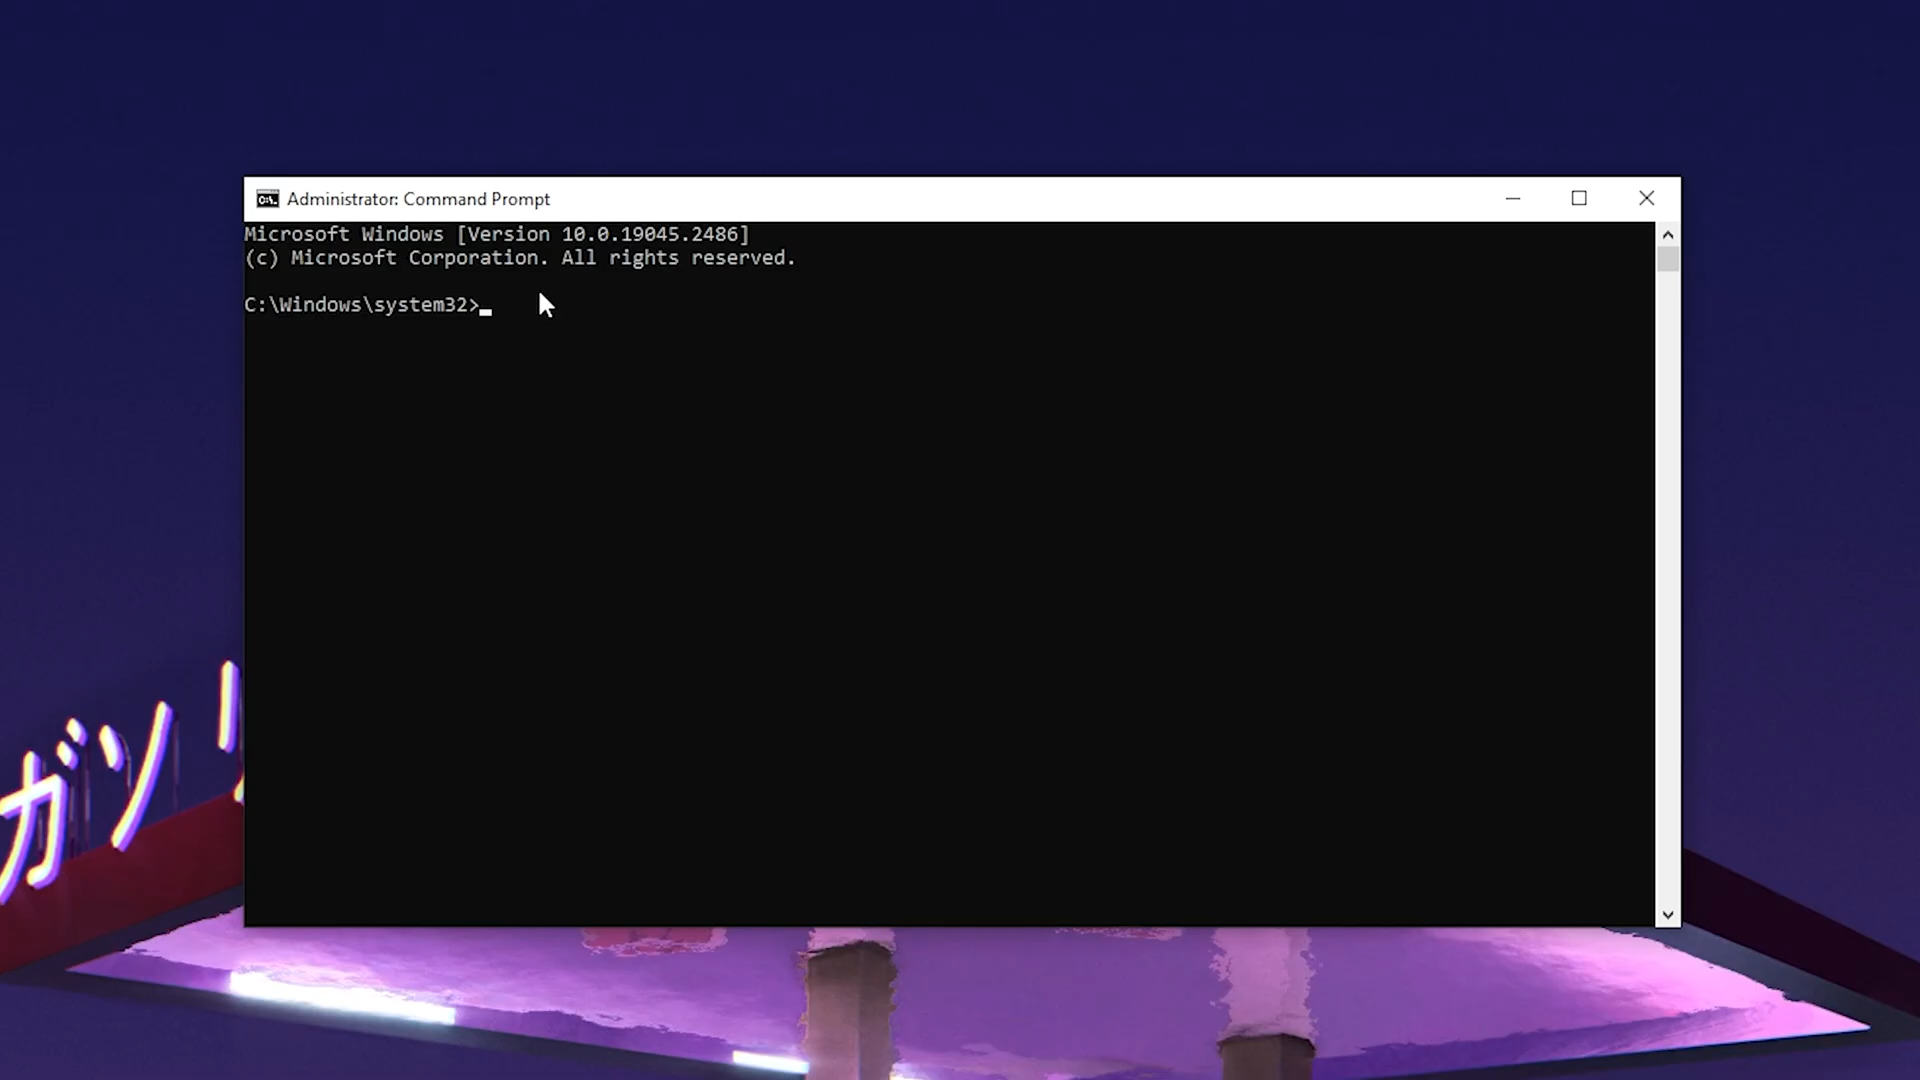 Administrator: Command Prompt
Microsoft Windows [Version 10.0.19045.2486]
(c) Microsoft Corporation. All rights reserved.
C:\Windows\system32>
ガソリ